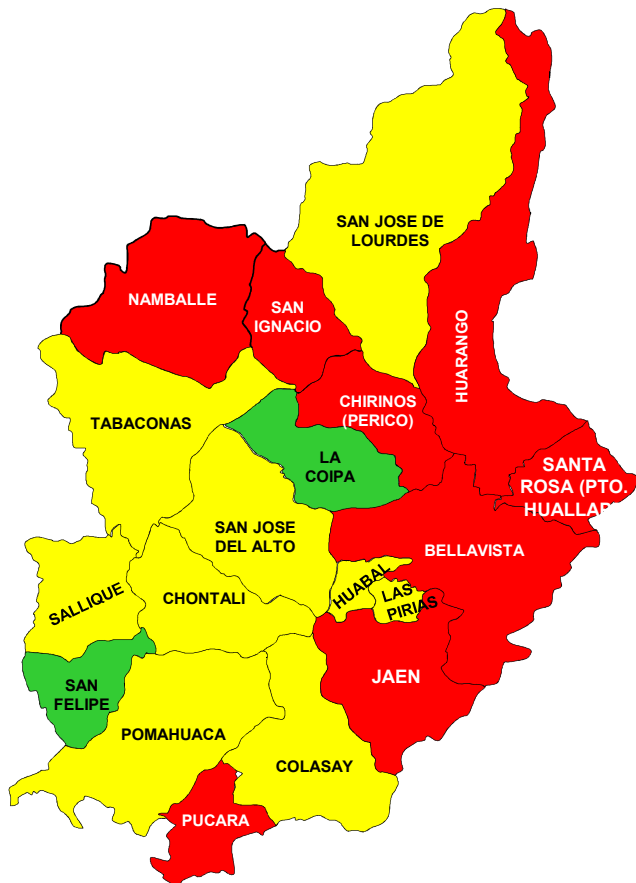 SAN JOSE DE
LOURDES
NAMBALLE
SAN
IGNACIO
HUARANGO
CHIRINOS
(PERICO)
TABACONAS
LA
COIPA
SANTA
ROSA (PTO.
SAN JOSE
DEL ALTO
BELLAVISTA
HUABAL
LAS
PIRIAS
SALLIQUE
CHONTALI
JAEN
SAN
FELIPE
POMAHUACA
COLASAY
PUCARA